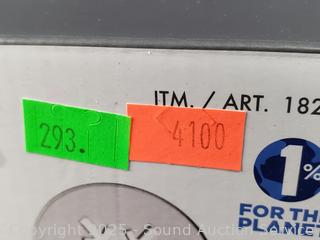 ITM. / ART. 182
293.
4100
1%
FOR THE
PLANE
Copyright 2025 - Sound Auction Service